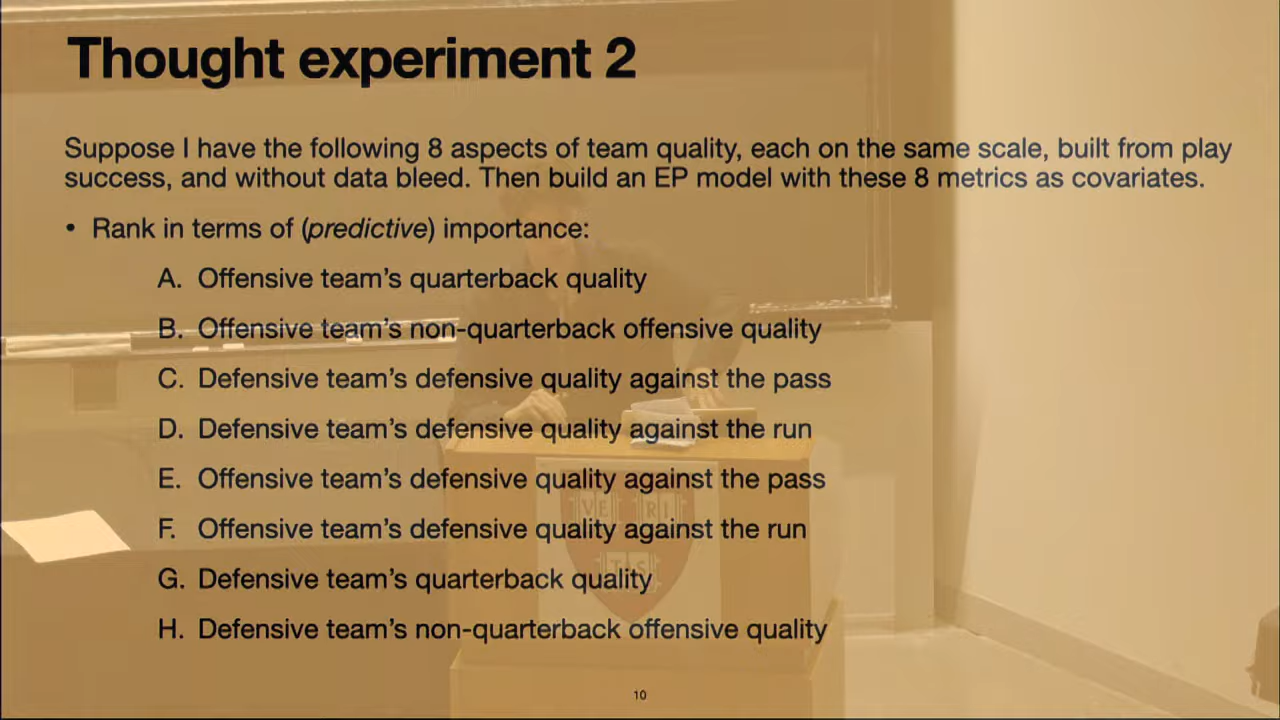 Thought experiment 2
Suppose I have the following 8 aspects of team quality, each on the same scale, built from play
success, and without data bleed. Then build an EP model with these 8 metrics as covariates.
• Rank in terms of (predictive) importance:
A. Offensive team's quarterback quality
B. Offensive team's non-quarterback offensive quality
C. Defensive team's defensive quality against the pass
D. Defensive team's defensive quality against the run
E. Offensive team's defensive quality against the pass
F. Offensive team's defensive quality against the run
G. Defensive team's quarterback quality
H. Defensive team's non-quarterback offensive quality
VE RI
TAS
10